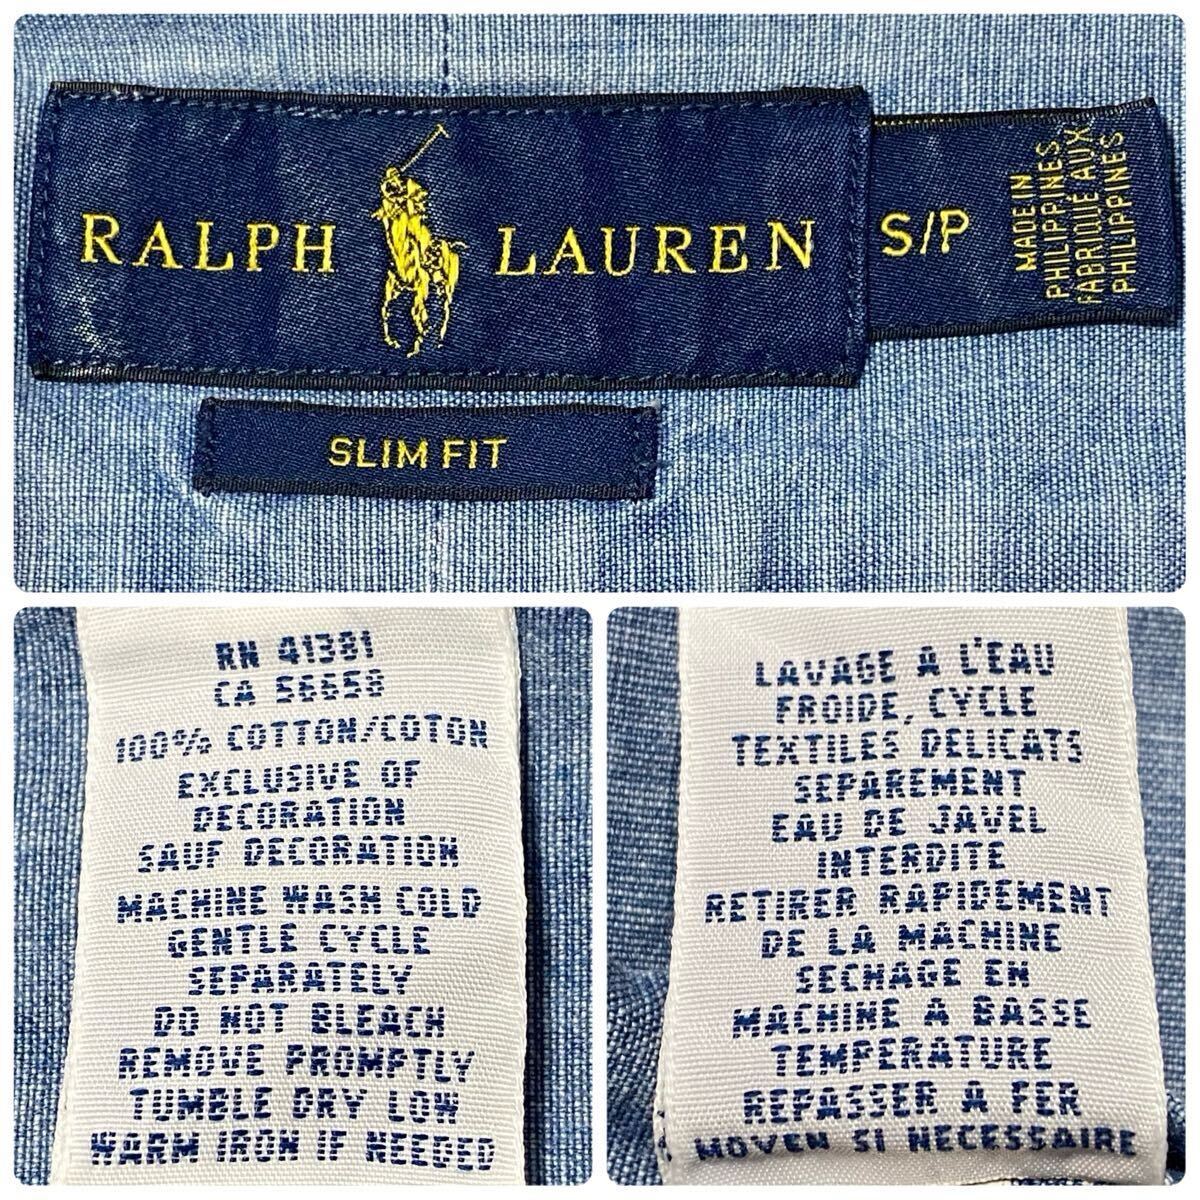 RALPH LAUREN
S/P
MADE IN
PHILIPPINES
FABRIQUÉ AUX
PHILIPPINES
SLIM FIT
RN 41381
CA 56658
100% COTTON/COTON
EXCLUSIVE OF
DECORATION
SAUF DECORATION
MACHINE WASH COLD
GENTLE CYCLE
SEPARATELY
DO NOT BLEACH
REMOVE PROMPTLY
TUMBLE DRY LOW
WARM IRON IF NEEDED
LAVAGE A L'EAU
FROIDE, CYCLE
TEXTILES DELICATS
SEPAREMENT
EAU DE JAVEL
INTERDITE
RETIRER RAPIDEMENT
DE LA MACHINE
SECHAGE EN
MACHINE A BASSE
TEMPERATURE
REPASSER A FER
MOYEN SI NECESSAIRE